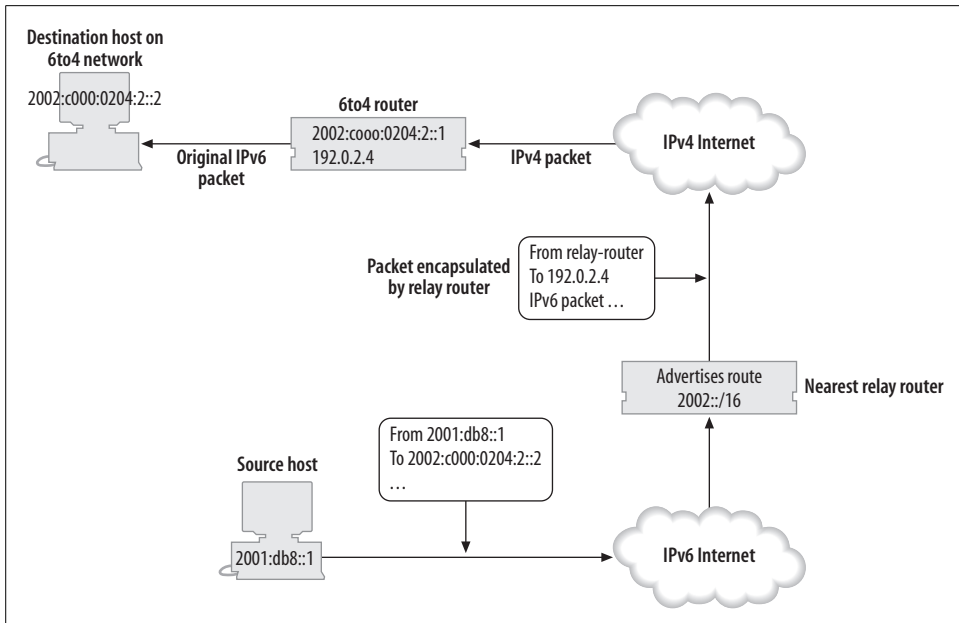 Destination host on
6to4 network
2002:c000:0204:2::2
6to4 router
2002:cooo:0204:2::1
192.0.2.4
IPv4 Internet
Original IPv6
packet
IPv4 packet
Packet encapsulated
by relay router
From relay-router
To 192.0.2.4
IPv6 packet …
Advertises route
2002::/16
Nearest relay router
From 2001:db8::1
To 2002:c000:0204:2::2
…
Source host
2001:db8::1
IPv6 Internet